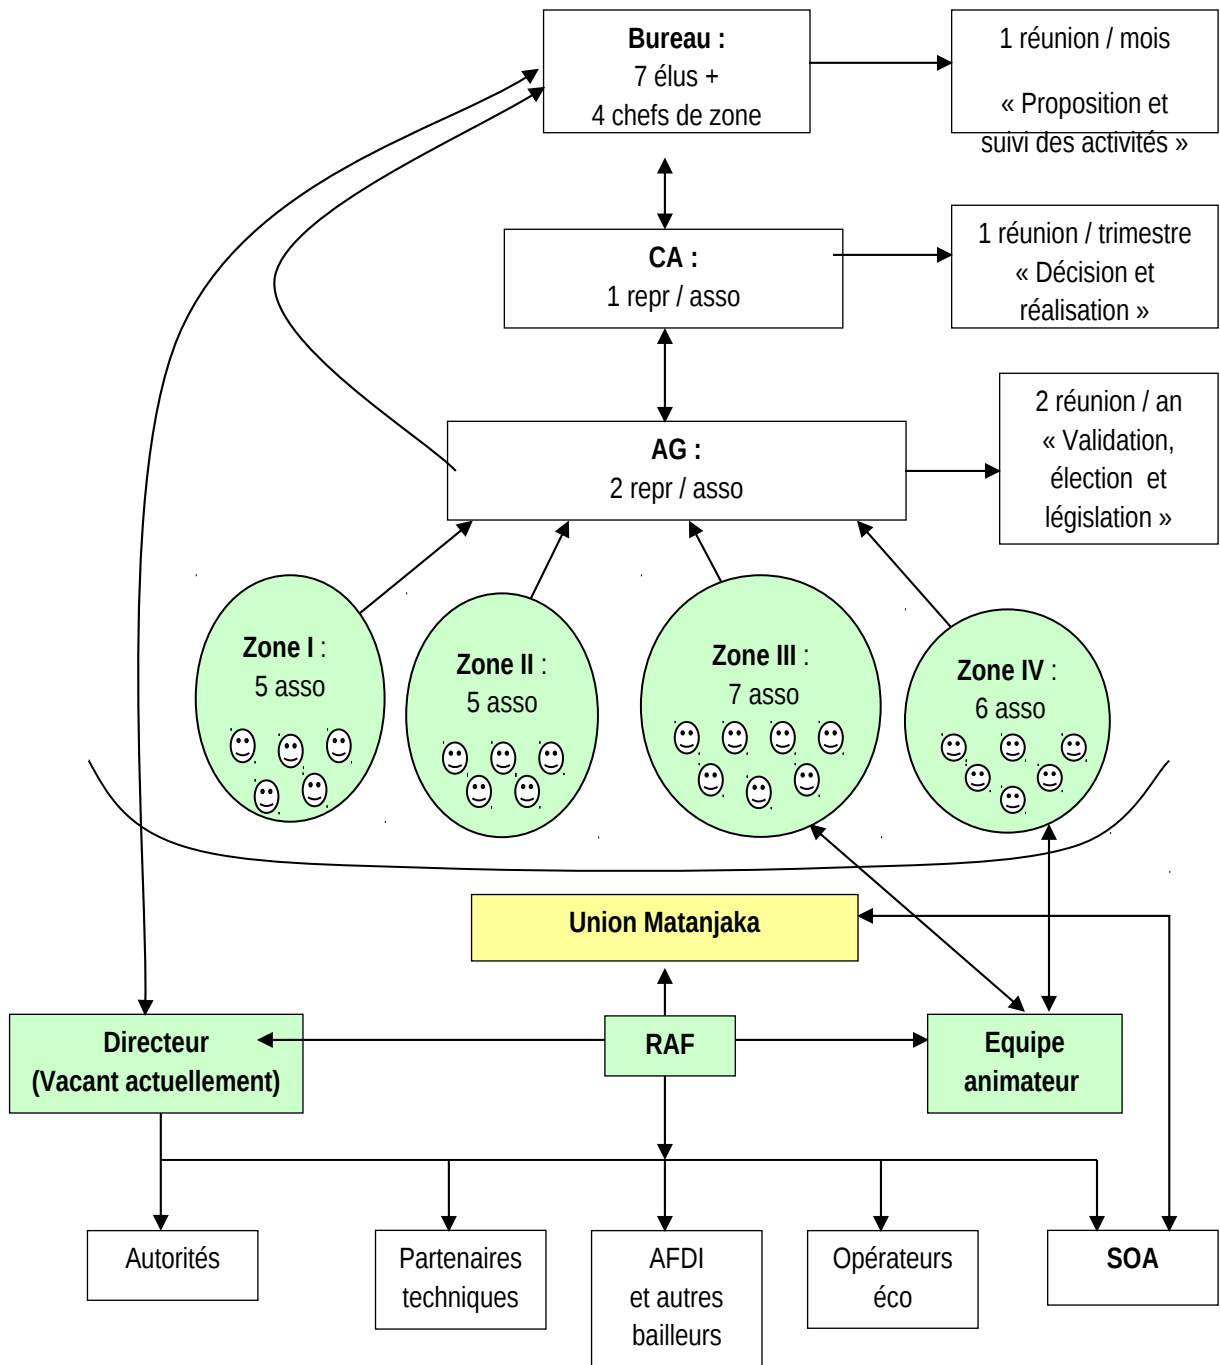 Bureau :
7 élus +
4 chefs de zone
1 réunion / mois
« Proposition et
suivi des activités »
CA :
1 repr / asso
1 réunion / trimestre
« Décision et
réalisation »
AG :
2 repr / asso
2 réunion / an
« Validation,
élection et
législation »
Zone I :
5 asso
Zone II :
5 asso
Zone III :
7 asso
Zone IV :
6 asso
Union Matanjaka
Directeur
(Vacant actuellement)
RAF
Equipe
animateur
Autorités
Partenaires
techniques
AFDI
et autres
bailleurs
Opérateurs
éco
SOA